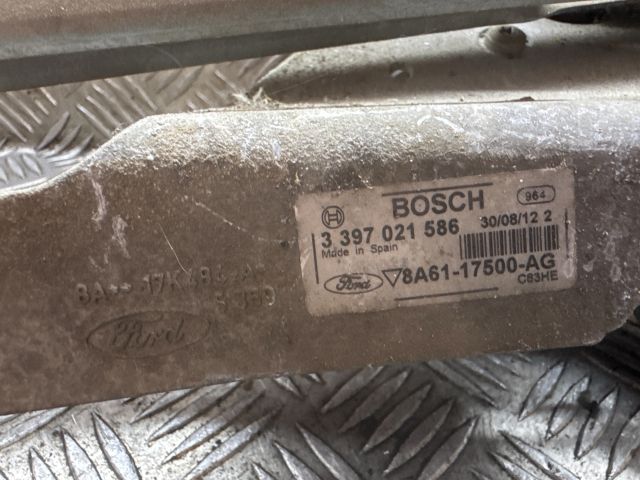 BOSCH 964
3 397 021 586 30/08/12 2
Made in Spain
Ford 8A61-17500-AG
C83HE
Ford